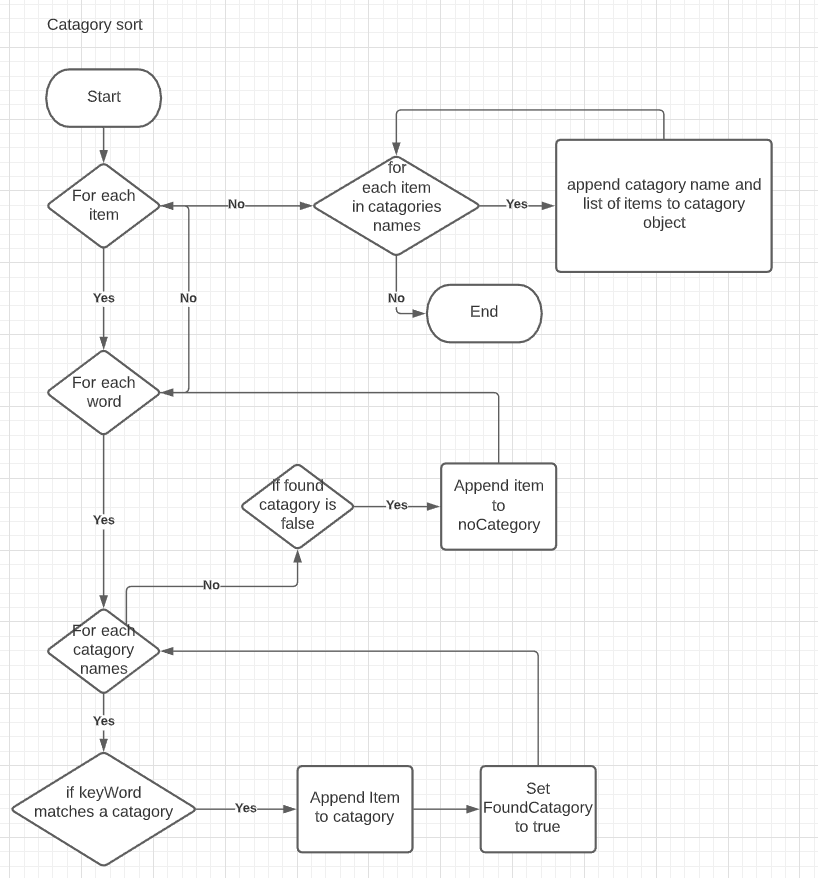 Catagory sort
Start
For each
item
No
for
each item
in catagories
names
Yes
append catagory name and
list of items to catagory
object
Yes
No
No
End
For each
word
Yes
if found
catagory is
false
Yes
Append item
to
noCategory
No
For each
catagory
names
Yes
if keyWord
matches a catagory
Yes
Append Item
to catagory
Set
FoundCatagory
to true